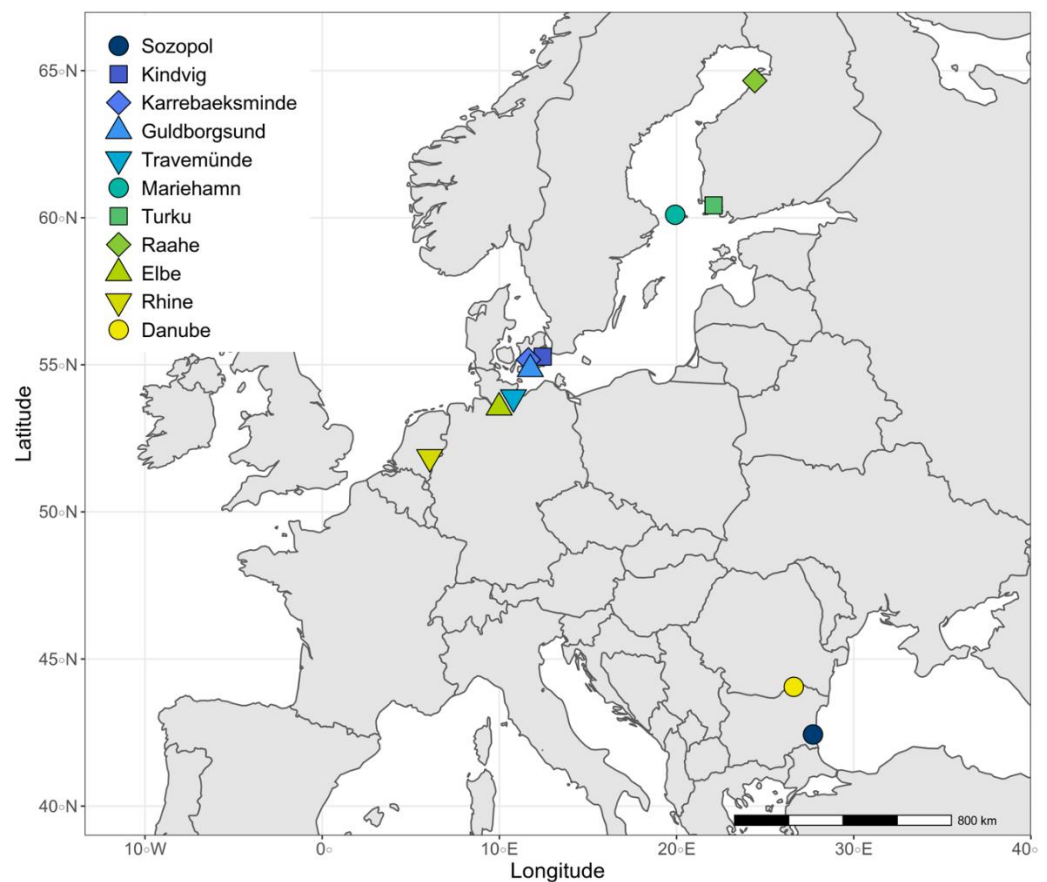 Sozopol
Kindvig
Karrebaeksminde
Guldborgsund
Travemünde
Mariehamn
Turku
Raahe
Elbe
Rhine
Danube
65°N
60°N
55°N
50°N
45°N
40°N
Latitude
800 km
10°W 0° 10°E 20°E 30°E 40°
Longitude